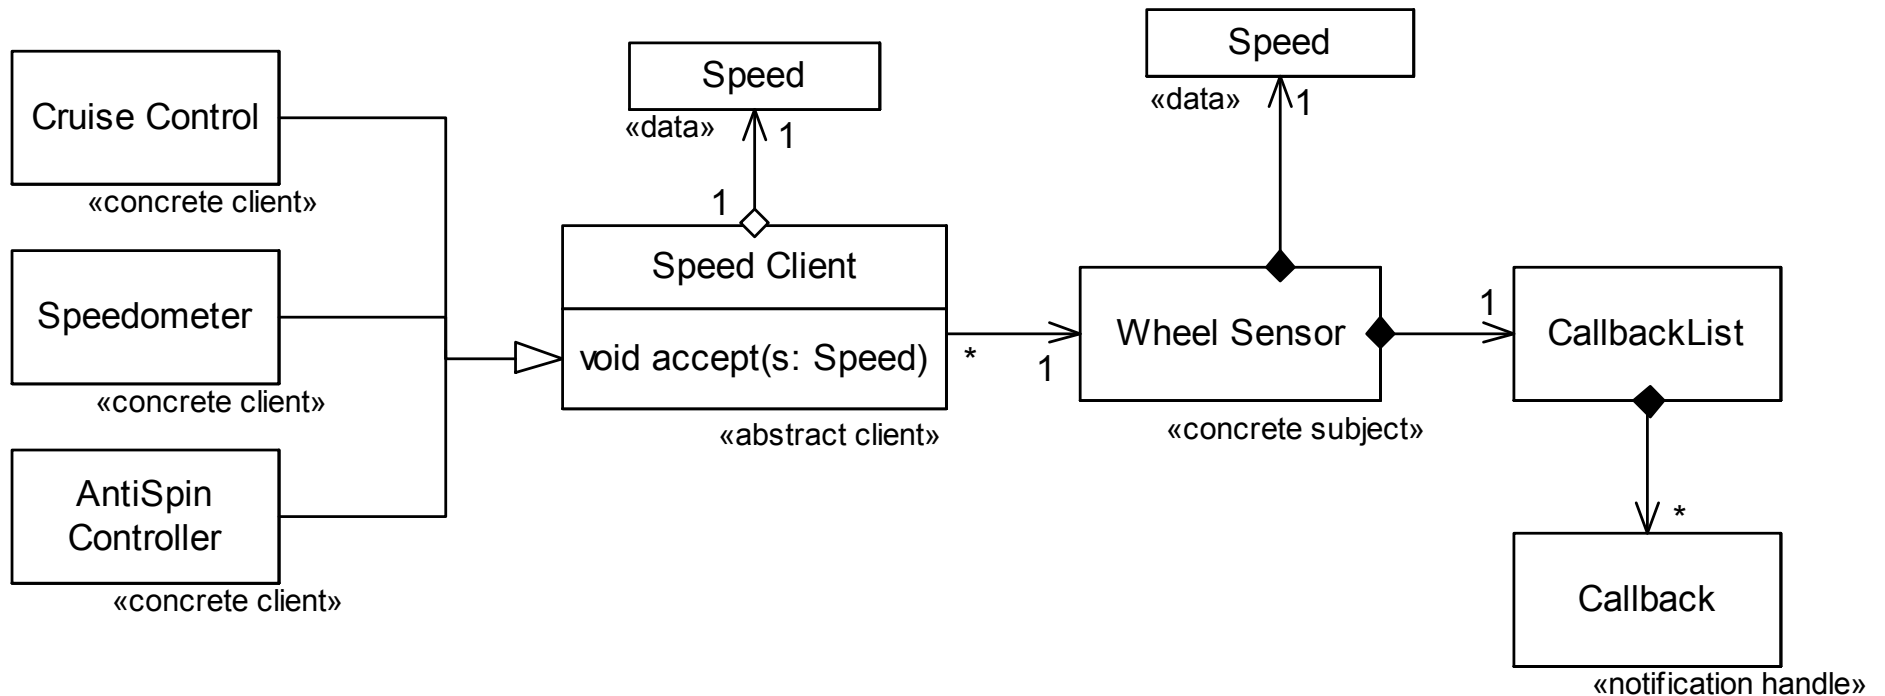 Cruise Control
«concrete client»
Speedometer
«concrete client»
AntiSpin
Controller
«concrete client»
Speed
«data»
1
1
Speed Client
void accept(s: Speed)
«abstract client»
*
1
Speed
«data»
1
Wheel Sensor
«concrete subject»
1
CallbackList
*
Callback
«notification handle»